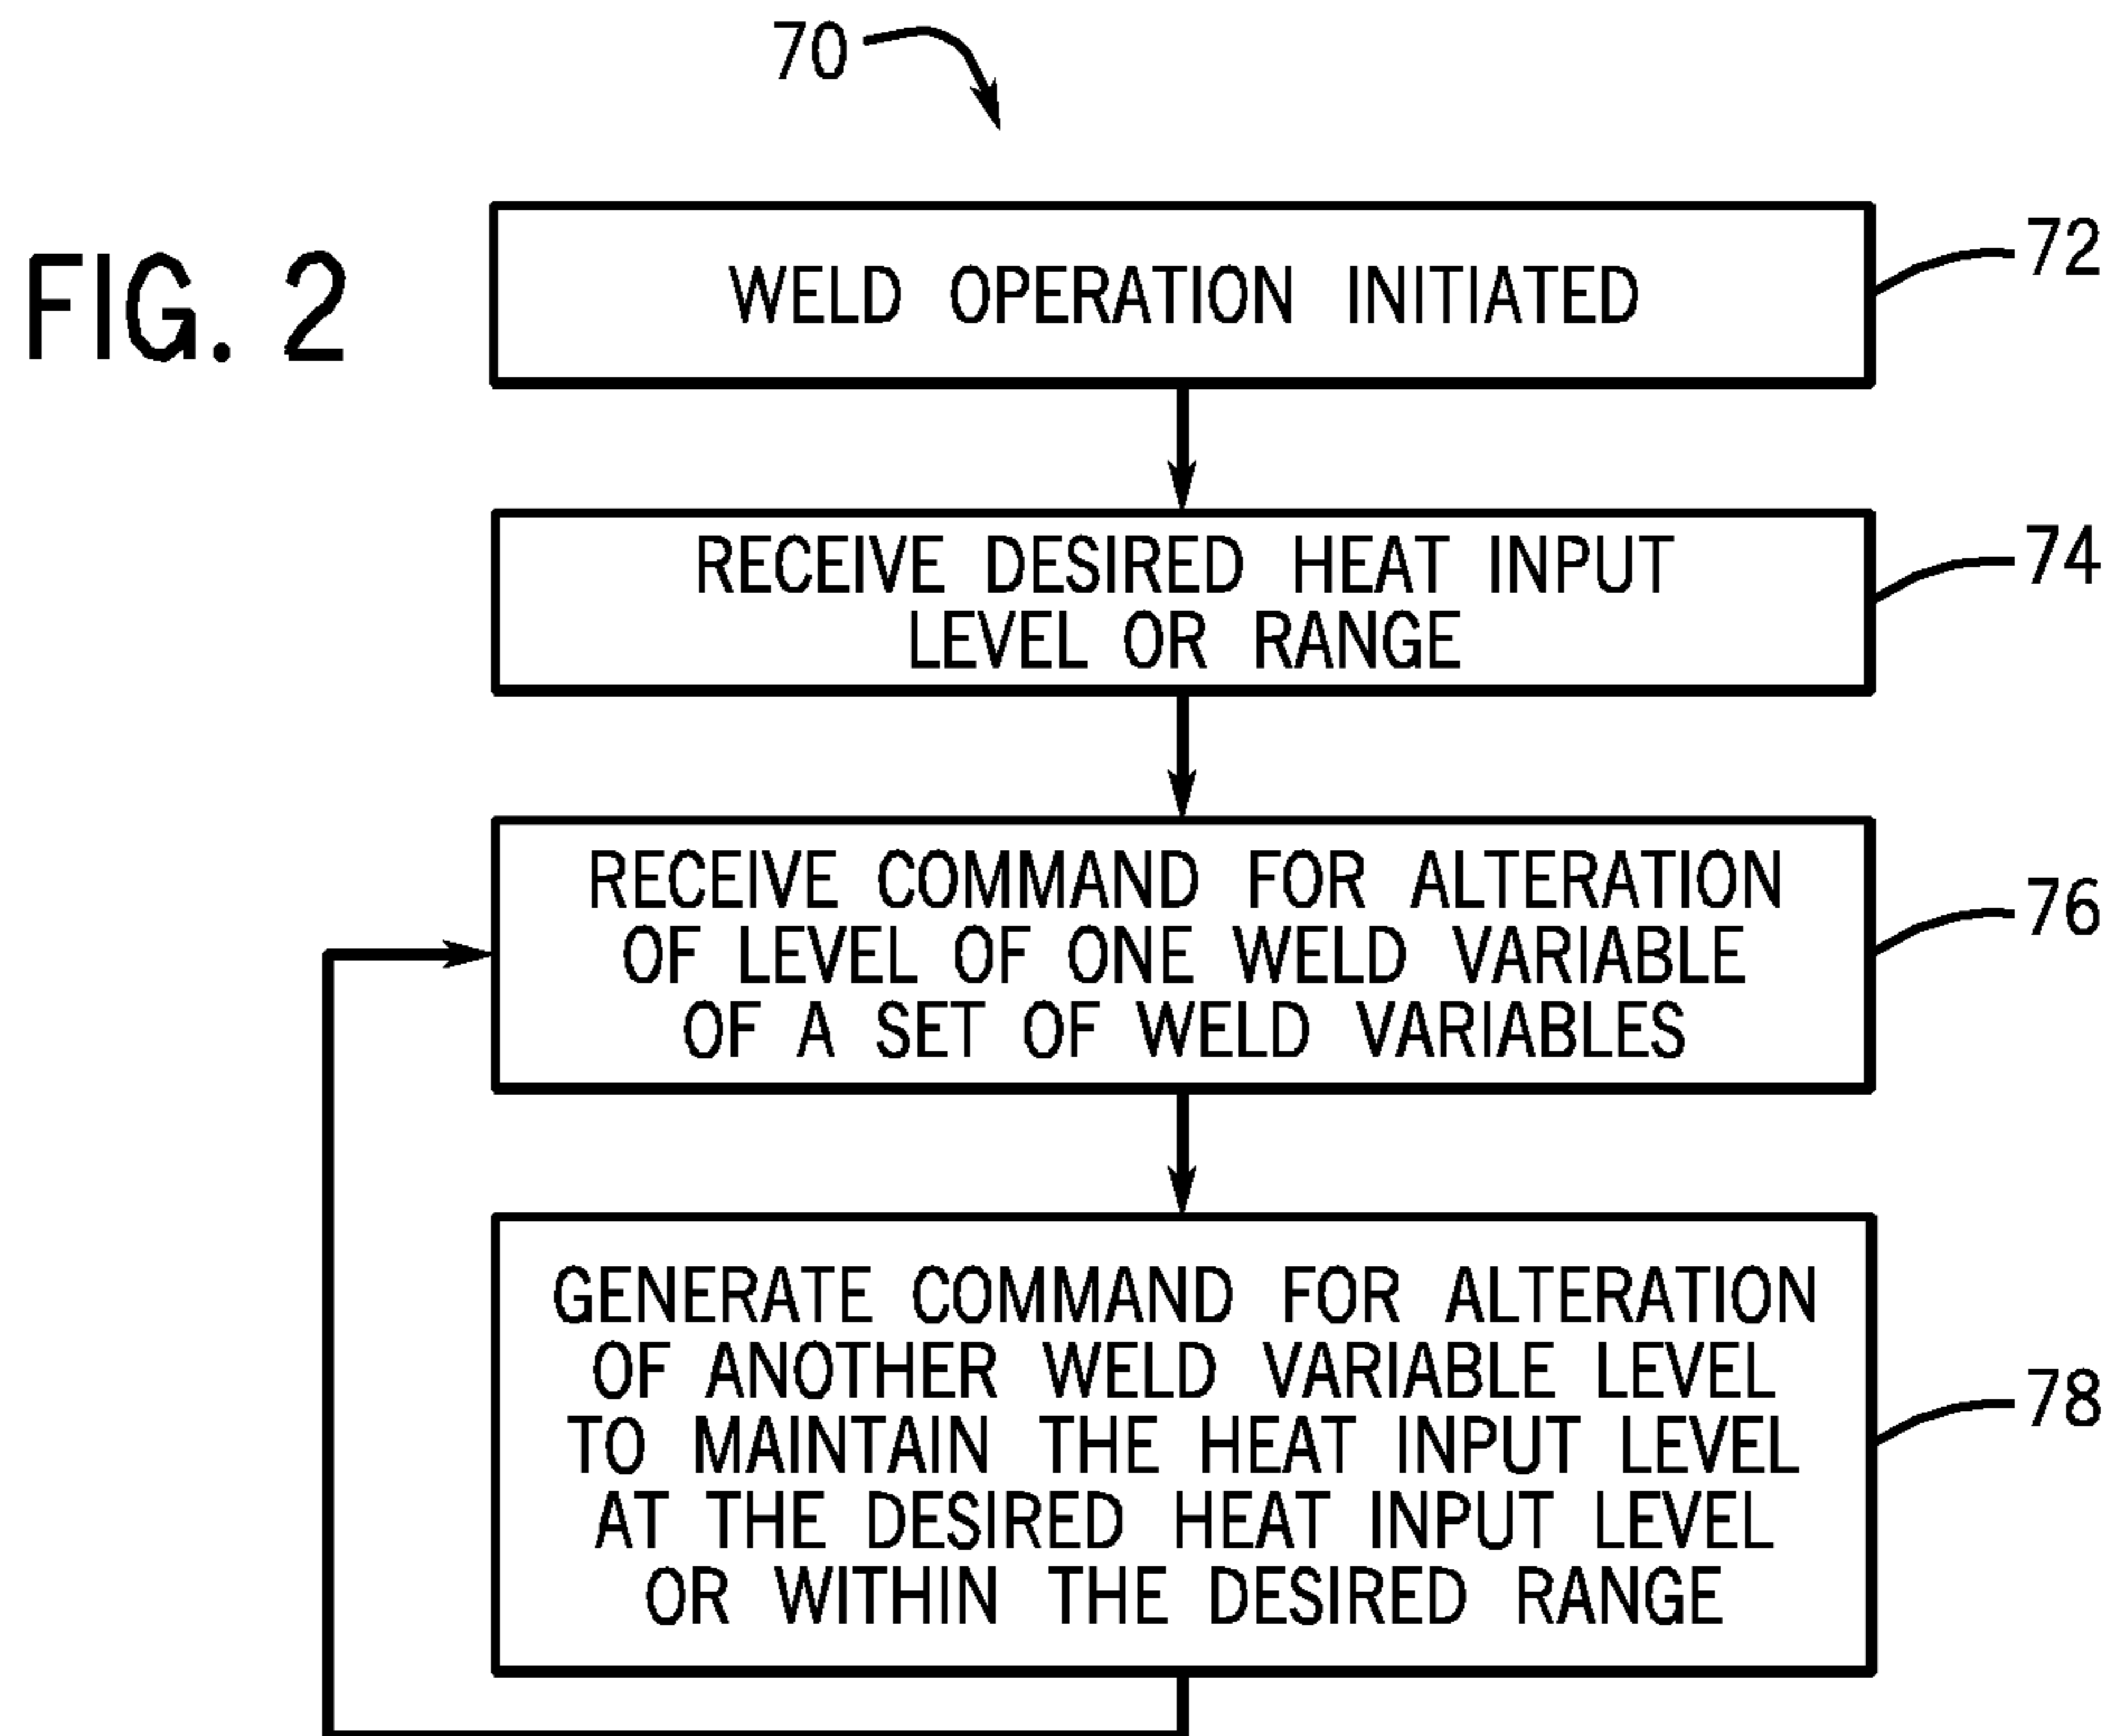 70
FIG. 2
WELD OPERATION INITIATED
72
RECEIVE DESIRED HEAT INPUT
LEVEL OR RANGE
74
RECEIVE COMMAND FOR ALTERATION
OF LEVEL OF ONE WELD VARIABLE
OF A SET OF WELD VARIABLES
76
GENERATE COMMAND FOR ALTERATION
OF ANOTHER WELD VARIABLE LEVEL
TO MAINTAIN THE HEAT INPUT LEVEL
AT THE DESIRED HEAT INPUT LEVEL
OR WITHIN THE DESIRED RANGE
78